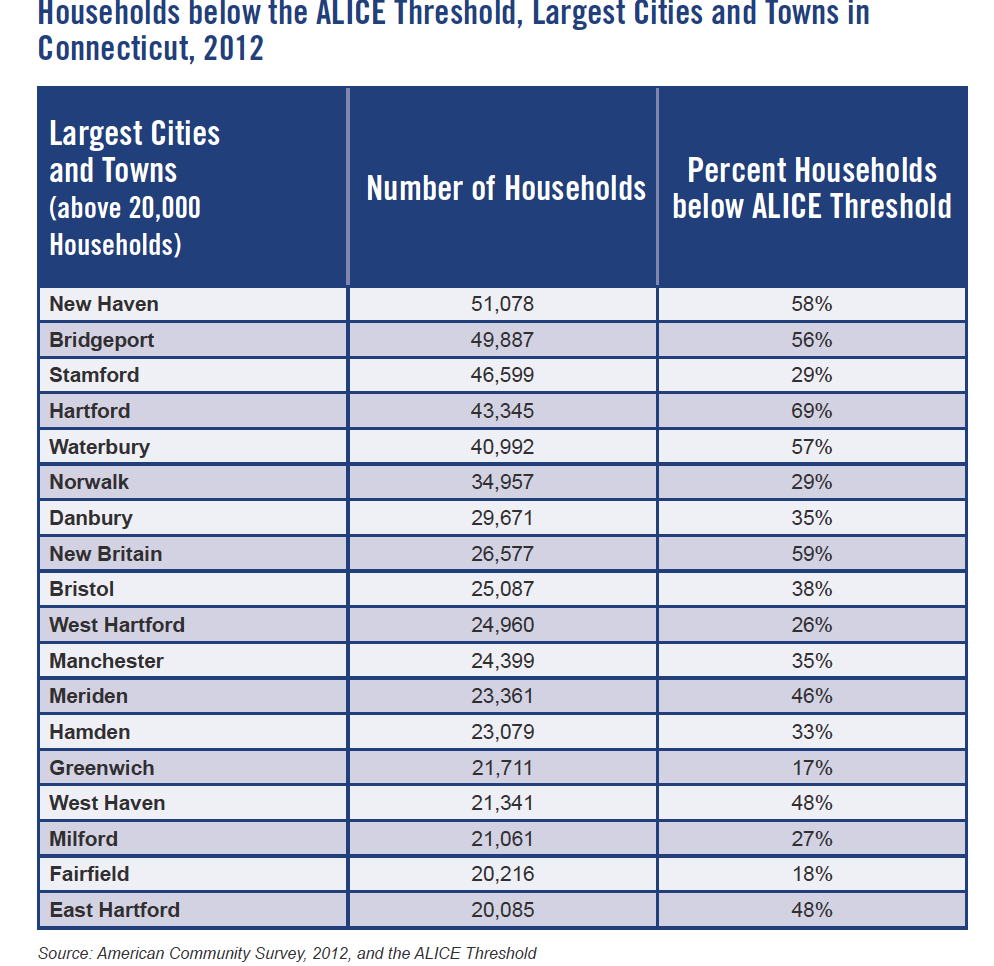 Households below the ALICE Threshold, Largest Cities and Towns in
Connecticut, 2012
Largest Cities
and Towns
(above 20,000
Households)
Number of Households
Percent Households
below ALICE Threshold
New Haven 51,078 58%
Bridgeport 49,887 56%
Stamford 46,599 29%
Hartford 43,345 69%
Waterbury 40,992 57%
Norwalk 34,957 29%
Danbury 29,671 35%
New Britain 26,577 59%
Bristol 25,087 38%
West Hartford 24,960 26%
Manchester 24,399 35%
Meriden 23,361 46%
Hamden 23,079 33%
Greenwich 21,711 17%
West Haven 21,341 48%
Milford 21,061 27%
Fairfield 20,216 18%
East Hartford 20,085 48%
Source: American Community Survey, 2012, and the ALICE Threshold